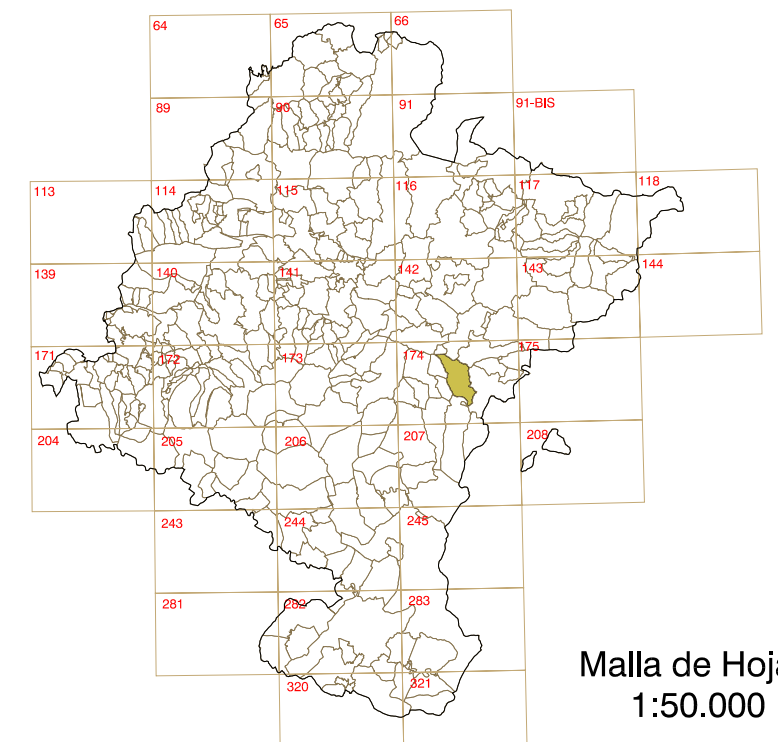 64 65 66
89 90 91 91-BIS
113 114 115 116 117 118
139 140 141 142 143 144
171 172 173 174 175
204 205 206 207 208
243 244 245
281 282 283
320 321
Malla de Hoja
1:50.000